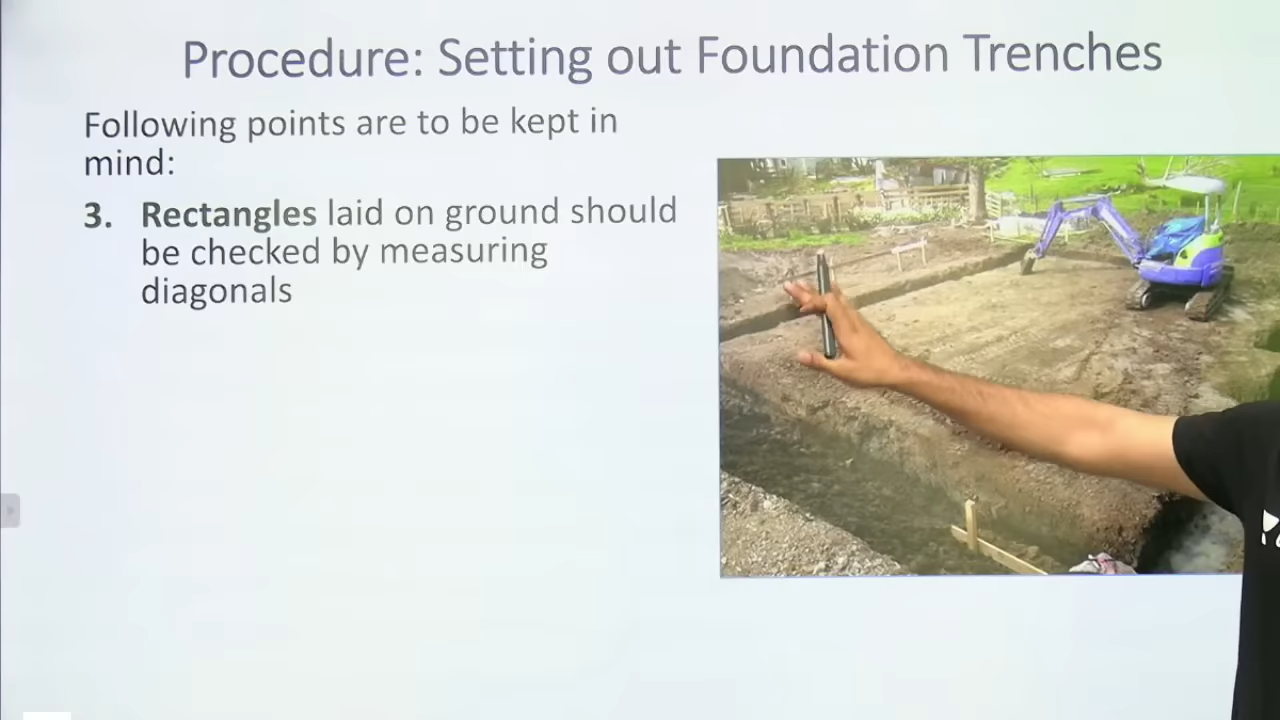 Procedure: Setting out Foundation Trenches
Following points are to be kept in
mind:
3. Rectangles laid on ground should
be checked by measuring
diagonals